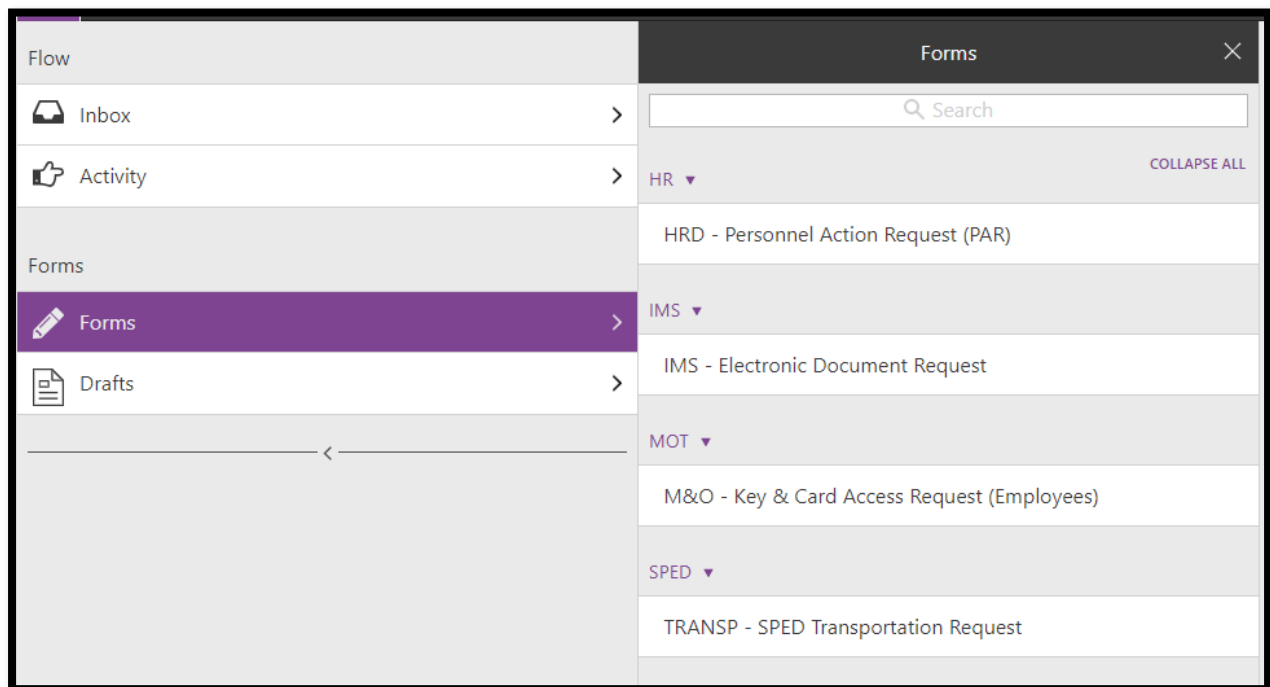 Flow
Inbox
Activity
Forms
Forms
Drafts
Forms
Search
COLLAPSE ALL
HR
HRD - Personnel Action Request (PAR)
IMS
IMS - Electronic Document Request
MOT
M&O - Key & Card Access Request (Employees)
SPED
TRANSP - SPED Transportation Request